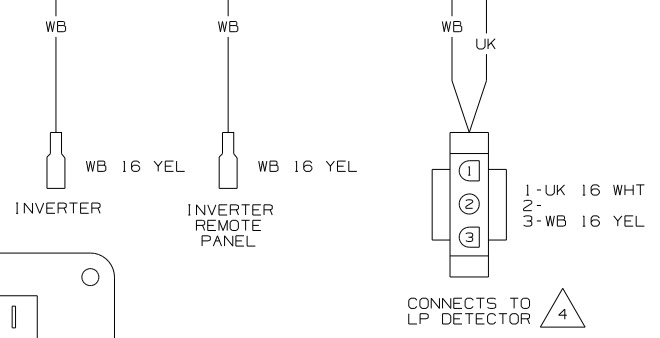 WB
WB
WB
UK
WB 16 YEL
INVERTER
WB 16 YEL
INVERTER
REMOTE
PANEL
1
2
3
1-UK 16 WHT
2-
3-WB 16 YEL
CONNECTS TO
LP DETECTOR
4